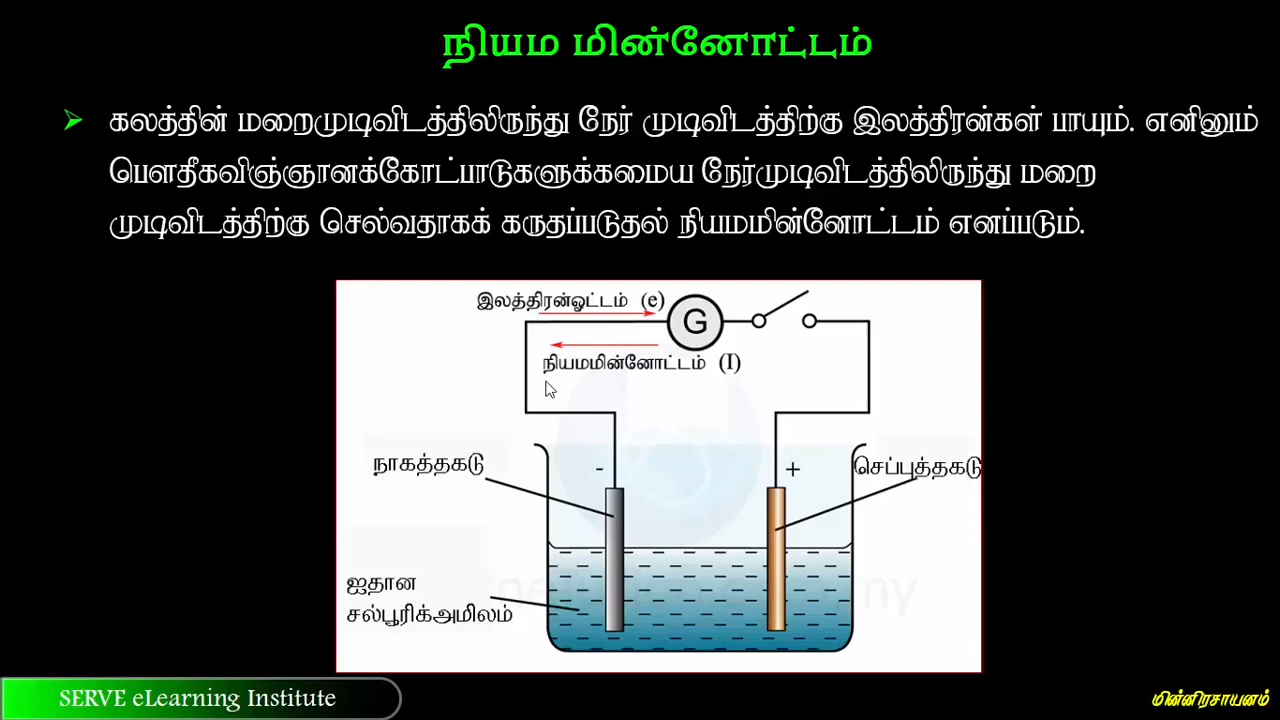 நியம மின்னோட்டம்
➤ கலத்தின் மறைமுடிவிடத்திலிருந்து நேர் முடிவிடத்திற்கு இலத்திரன்கள் பாயும். எனினும்
பௌதீகவிஞ்ஞானக்கோட்பாடுகளுக்கமைய நேர்முடிவிடத்திலிருந்து மறை
முடிவிடத்திற்கு செல்வதாகக் கருதப்படுதல் நியமமின்னோட்டம் எனப்படும்.
இலத்திரன்ஓட்டம் (e)
G
நியமமின்னோட்டம் (I)
நாகத்தகடு
-
+
செப்புத்தகடு
ஐதான
சல்பூரிக்அமிலம்
SERVE eLearning Institute
மின்னிரசாயனம்